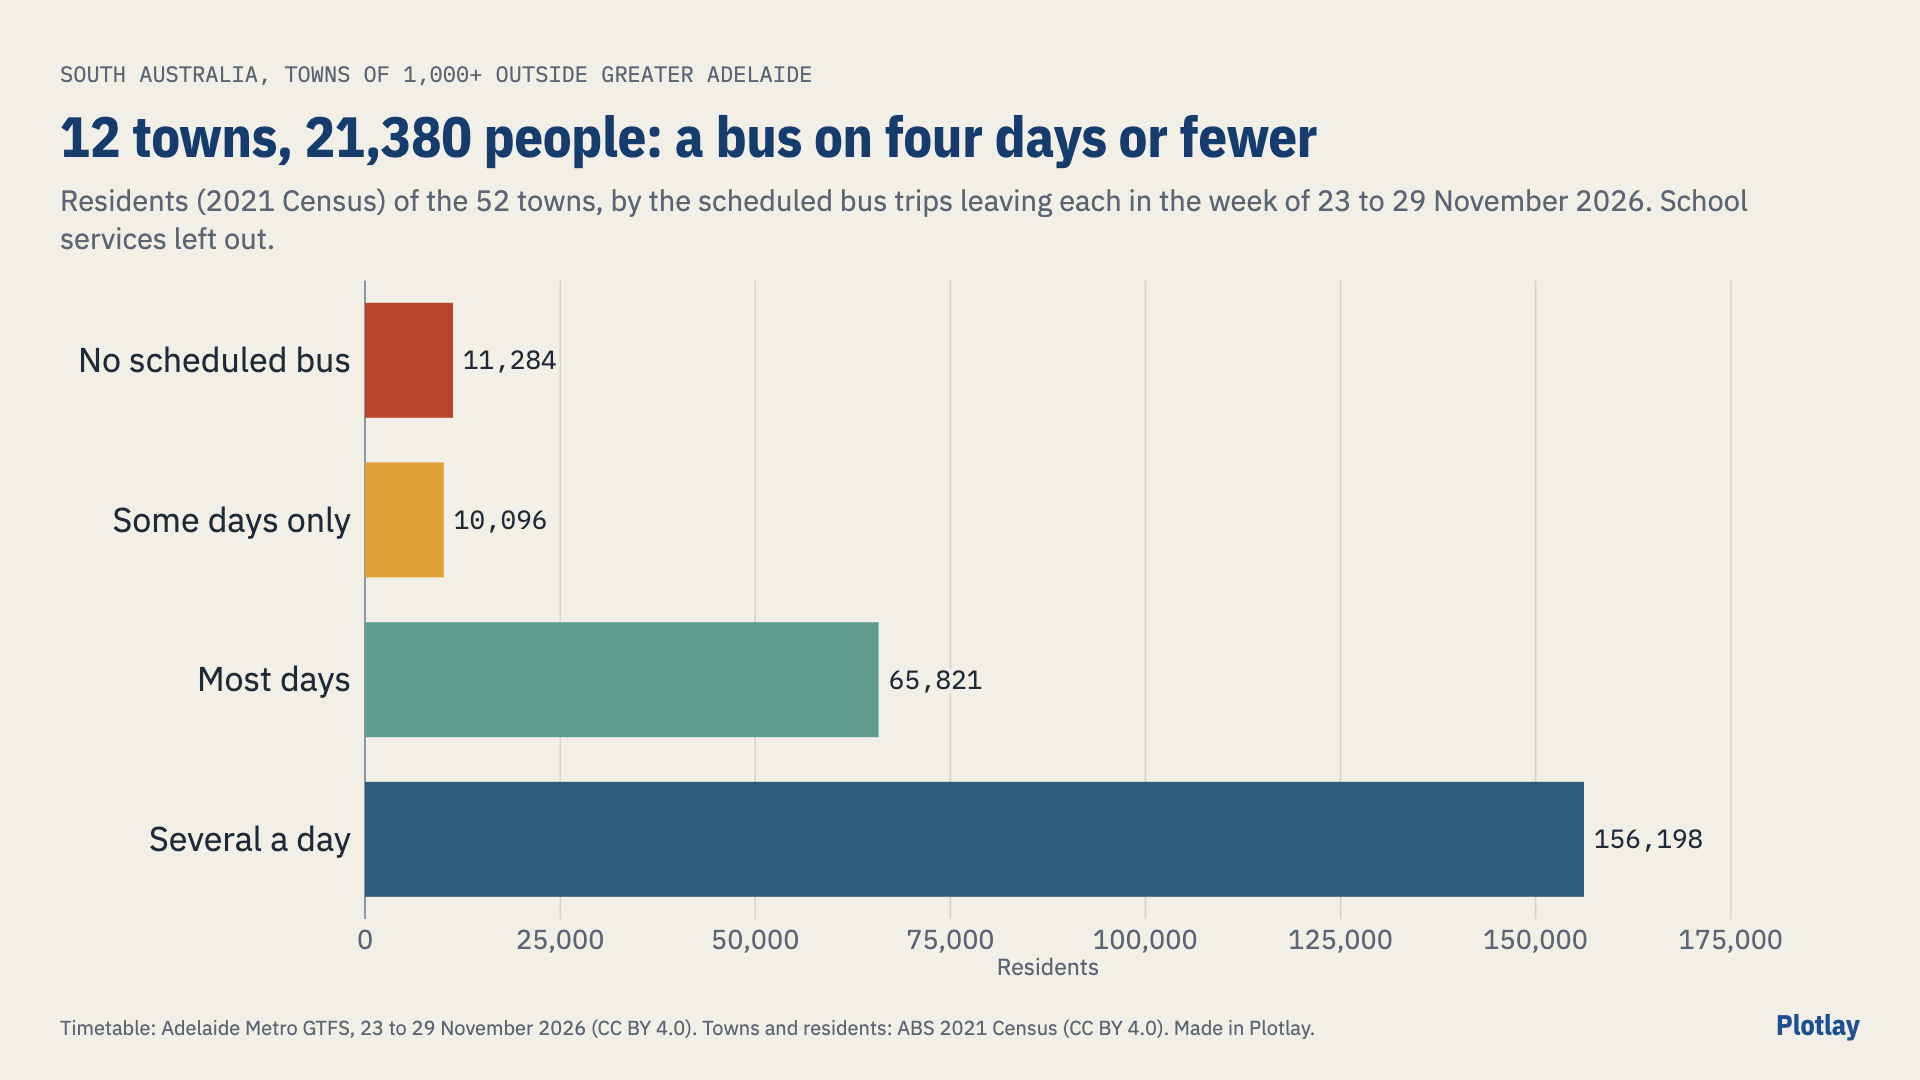 SOUTH AUSTRALIA, TOWNS OF 1,000+ OUTSIDE GREATER ADELAIDE
12 towns, 21,380 people: a bus on four days or fewer
Residents (2021 Census) of the 52 towns, by the scheduled bus trips leaving each in the week of 23 to 29 November 2026. School
services left out.
No scheduled bus
11,284
Some days only
10,096
Most days
65,821
Several a day
156,198
0
25,000
50,000
75,000
100,000
125,000
150,000
175,000
Residents
Timetable: Adelaide Metro GTFS, 23 to 29 November 2026 (CC BY 4.0). Towns and residents: ABS 2021 Census (CC BY 4.0). Made in Plotlay.
Plotlay